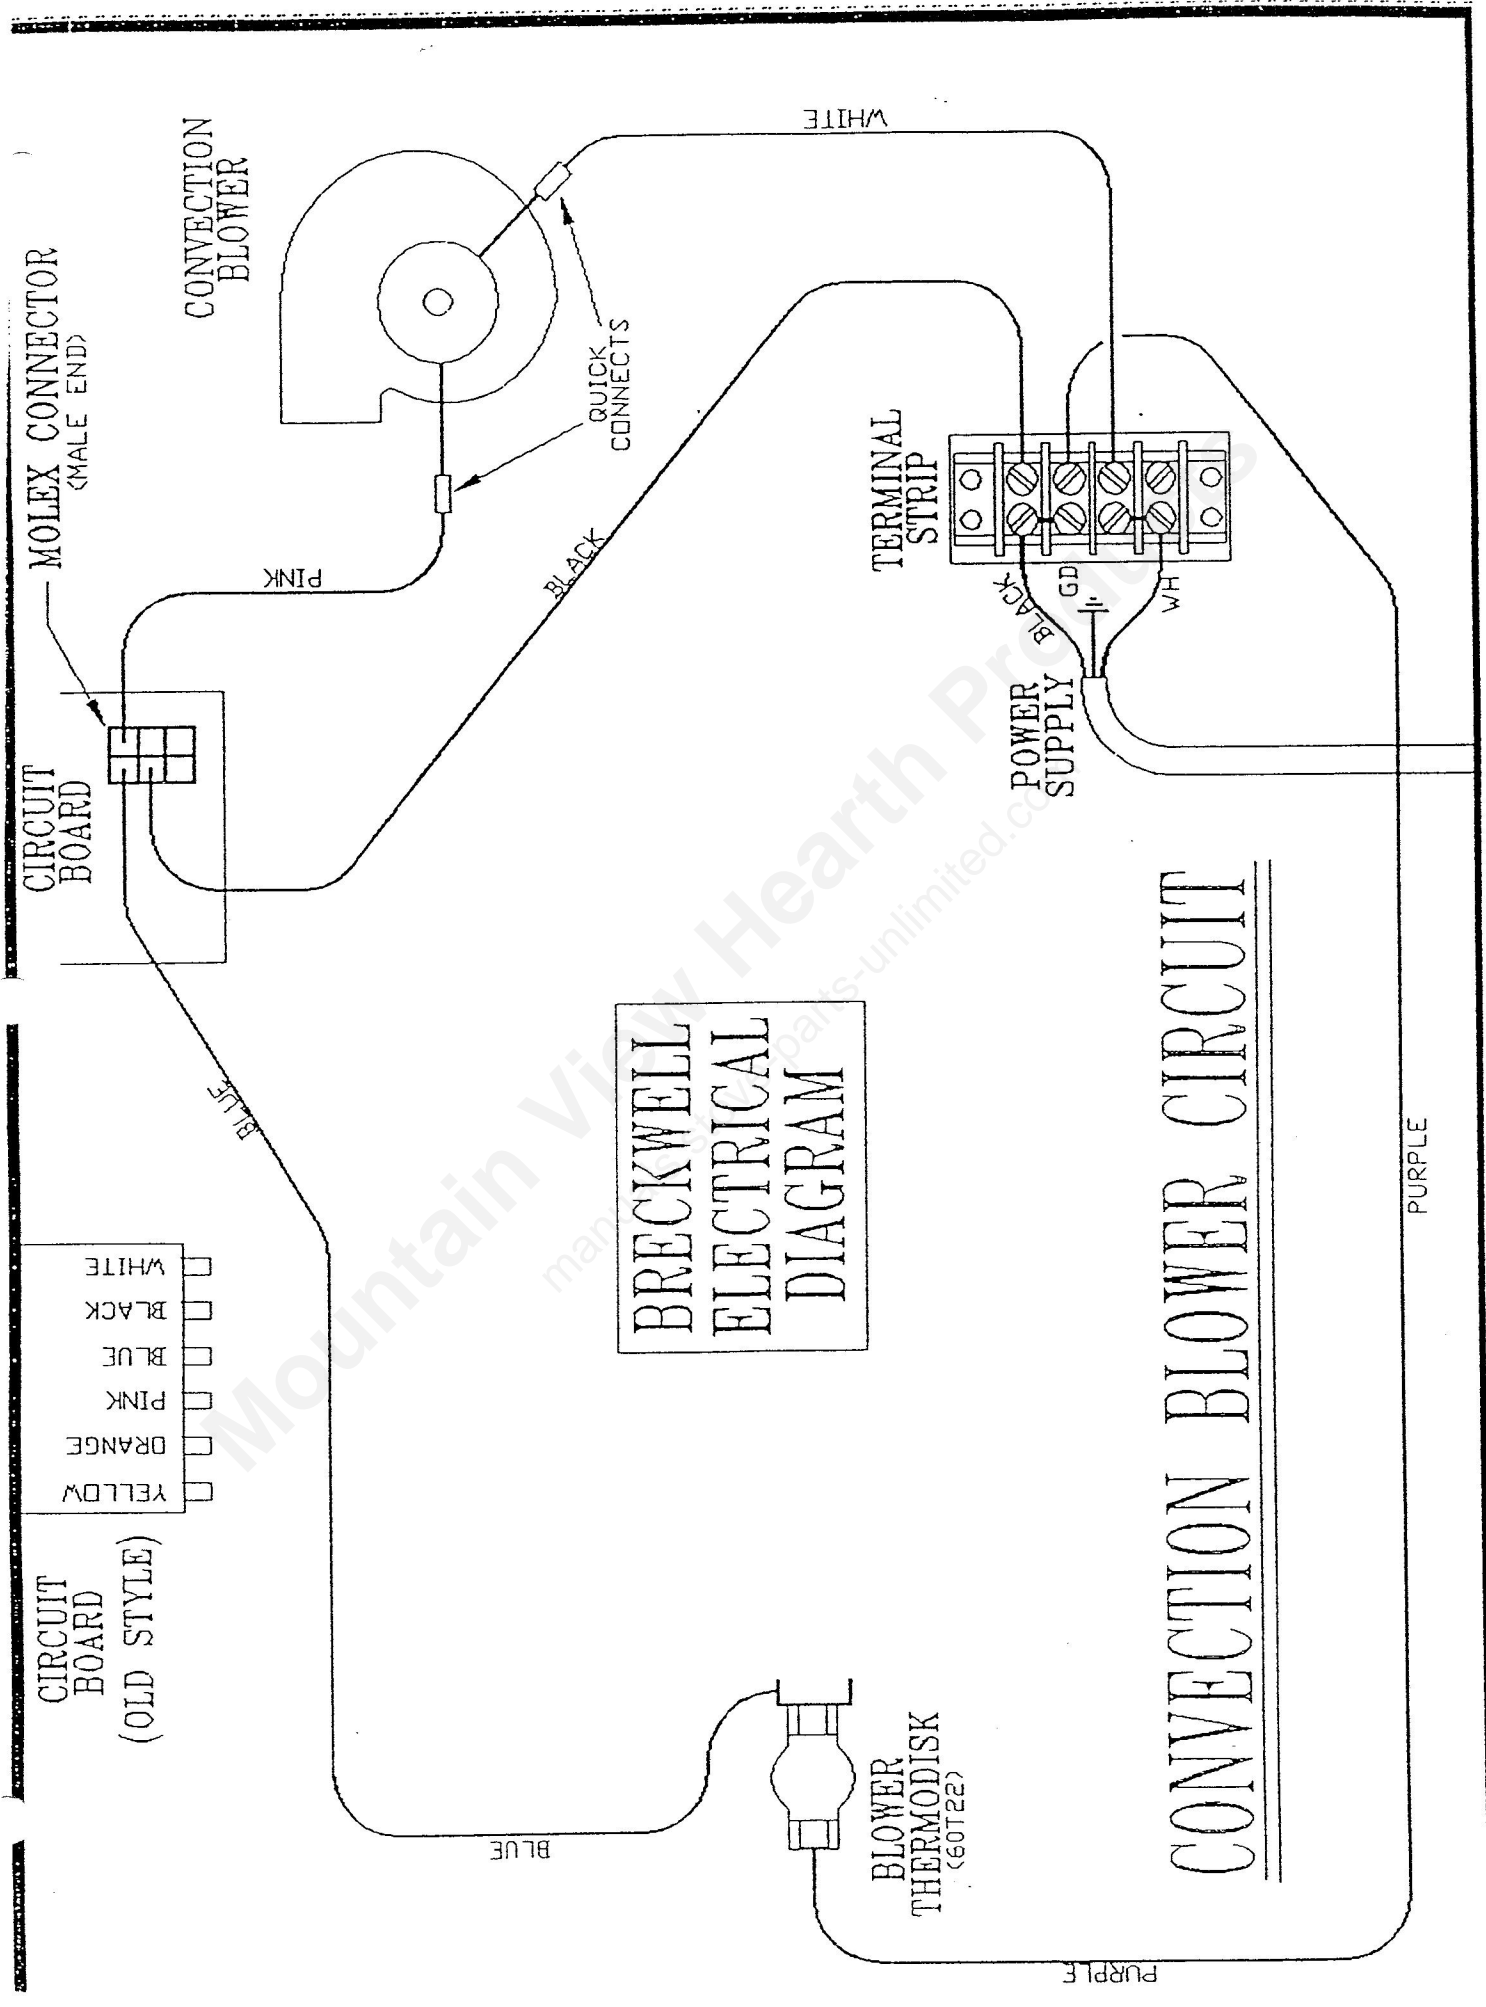 CIRCUIT
BOARD
(OLD STYLE)
YELLOW
ORANGE
PINK
BLUE
BLACK
WHITE
CIRCUIT
BOARD
MOLEX CONNECTOR
(MALE END)
CONVECTION
BLOWER
PINK
QUICK
CONNECTS
WHITE
BLACK
BLUE
BLUE
BRECKWELL
ELECTRICAL
DIAGRAM
TERMINAL
STRIP
BLACK
GD
WH
POWER
SUPPLY
BLOWER
THERMODISK
(60T22)
PURPLE
PURPLE
CONVECTION BLOWER CIRCUIT
Mountain View Hearth Products